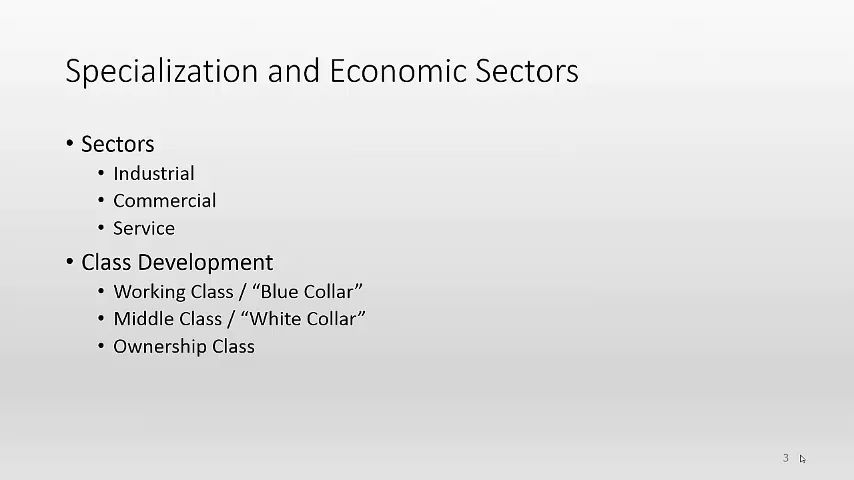 Specialization and Economic Sectors
• Sectors
• Industrial
• Commercial
• Service
• Class Development
• Working Class / “Blue Collar”
• Middle Class / “White Collar”
• Ownership Class
3